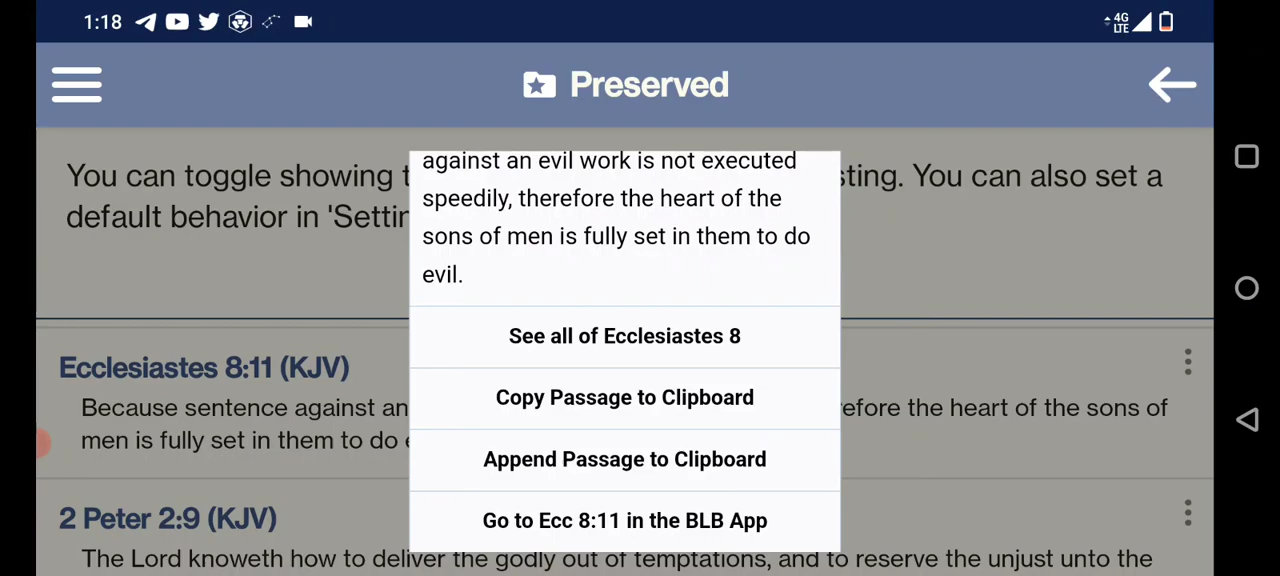 1:18
4G
LTE
Preserved
You can toggle showing t
sting. You can also set a
default behavior in 'Settin
against an evil work is not executed
speedily, therefore the heart of the
sons of men is fully set in them to do
evil.
See all of Ecclesiastes 8
Copy Passage to Clipboard
Append Passage to Clipboard
Go to Ecc 8:11 in the BLB App
Ecclesiastes 8:11 (KJV)
Because sentence against an
refore the heart of the sons of
men is fully set in them to do e
2 Peter 2:9 (KJV)
The Lord knoweth how to deliver the godly out of temptations, and to reserve the unjust unto the